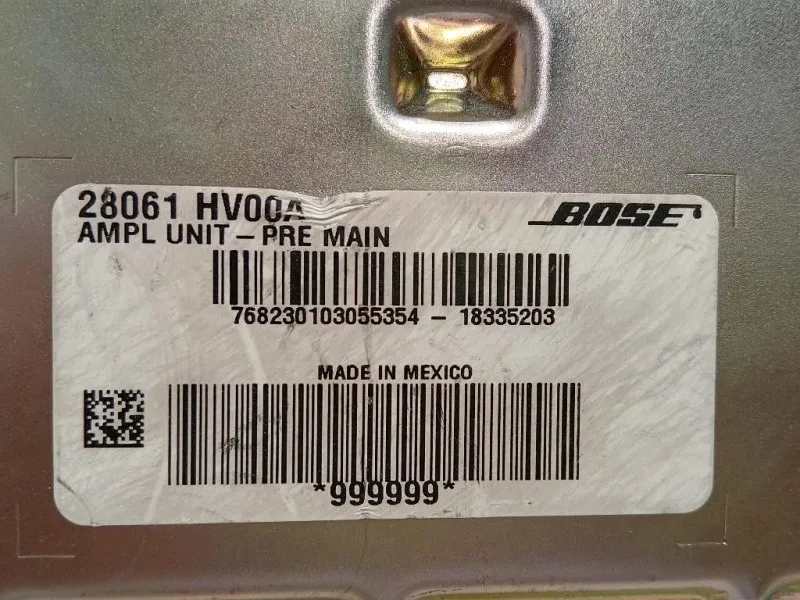 28061 HV00A
BOSE
AMPL UNIT - PRE MAIN
768230103055354 - 18335203
MADE IN MEXICO
*999999*